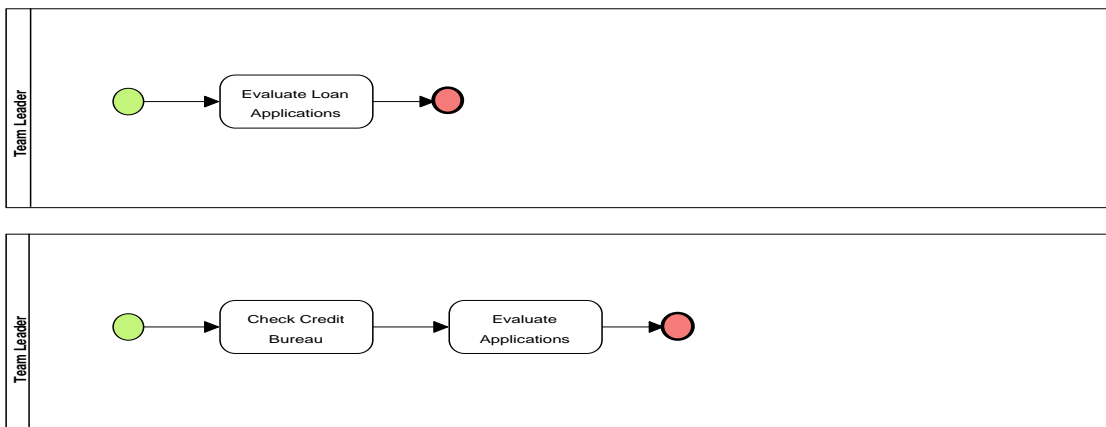 Team Leader
Evaluate Loan
Applications
Team Leader
Check Credit
Bureau
Evaluate
Applications